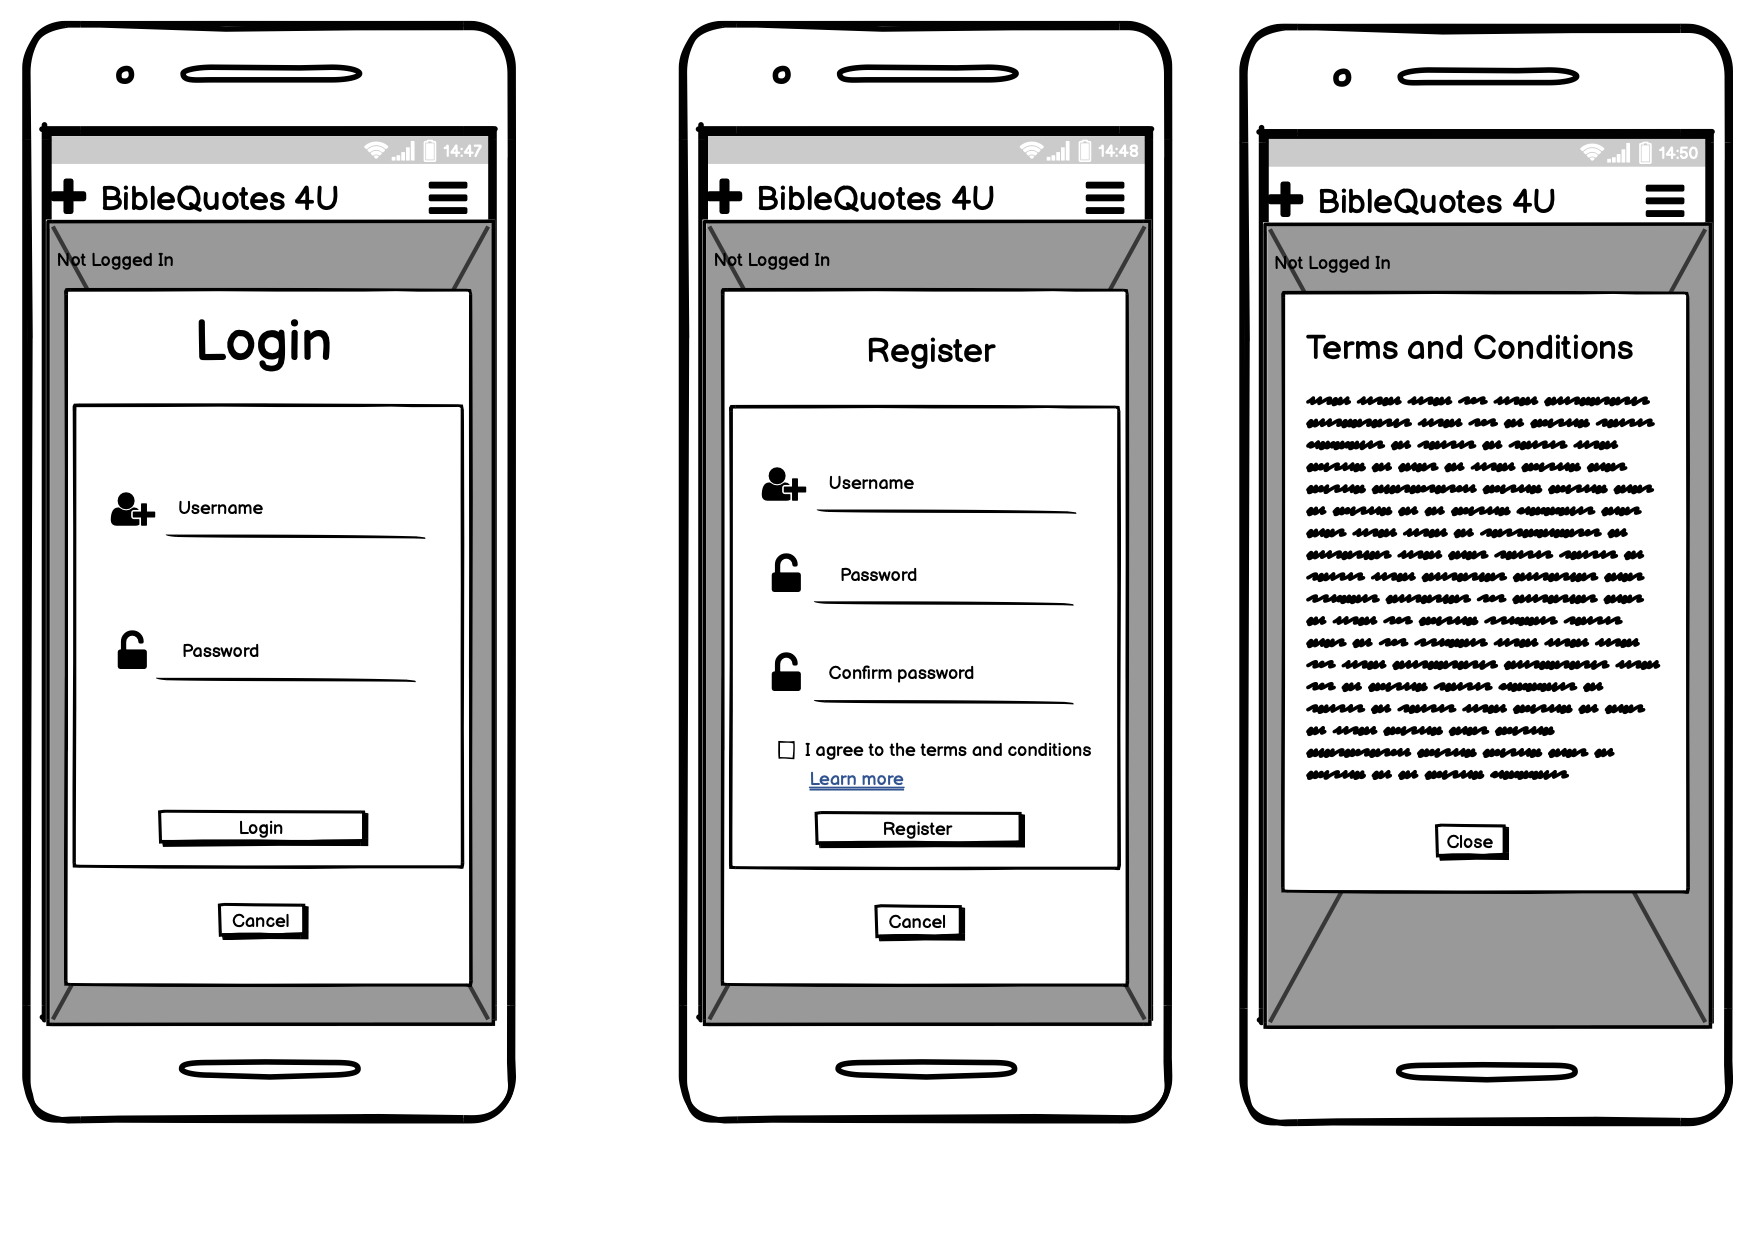 14:47
BibleQuotes 4U
Not Logged In
Login
Username
Password
Login
Cancel
14:48
BibleQuotes 4U
Not Logged In
Register
Username
Password
Confirm password
I agree to the terms and conditions
Learn more
Register
Cancel
14:50
BibleQuotes 4U
Not Logged In
Terms and Conditions
Close